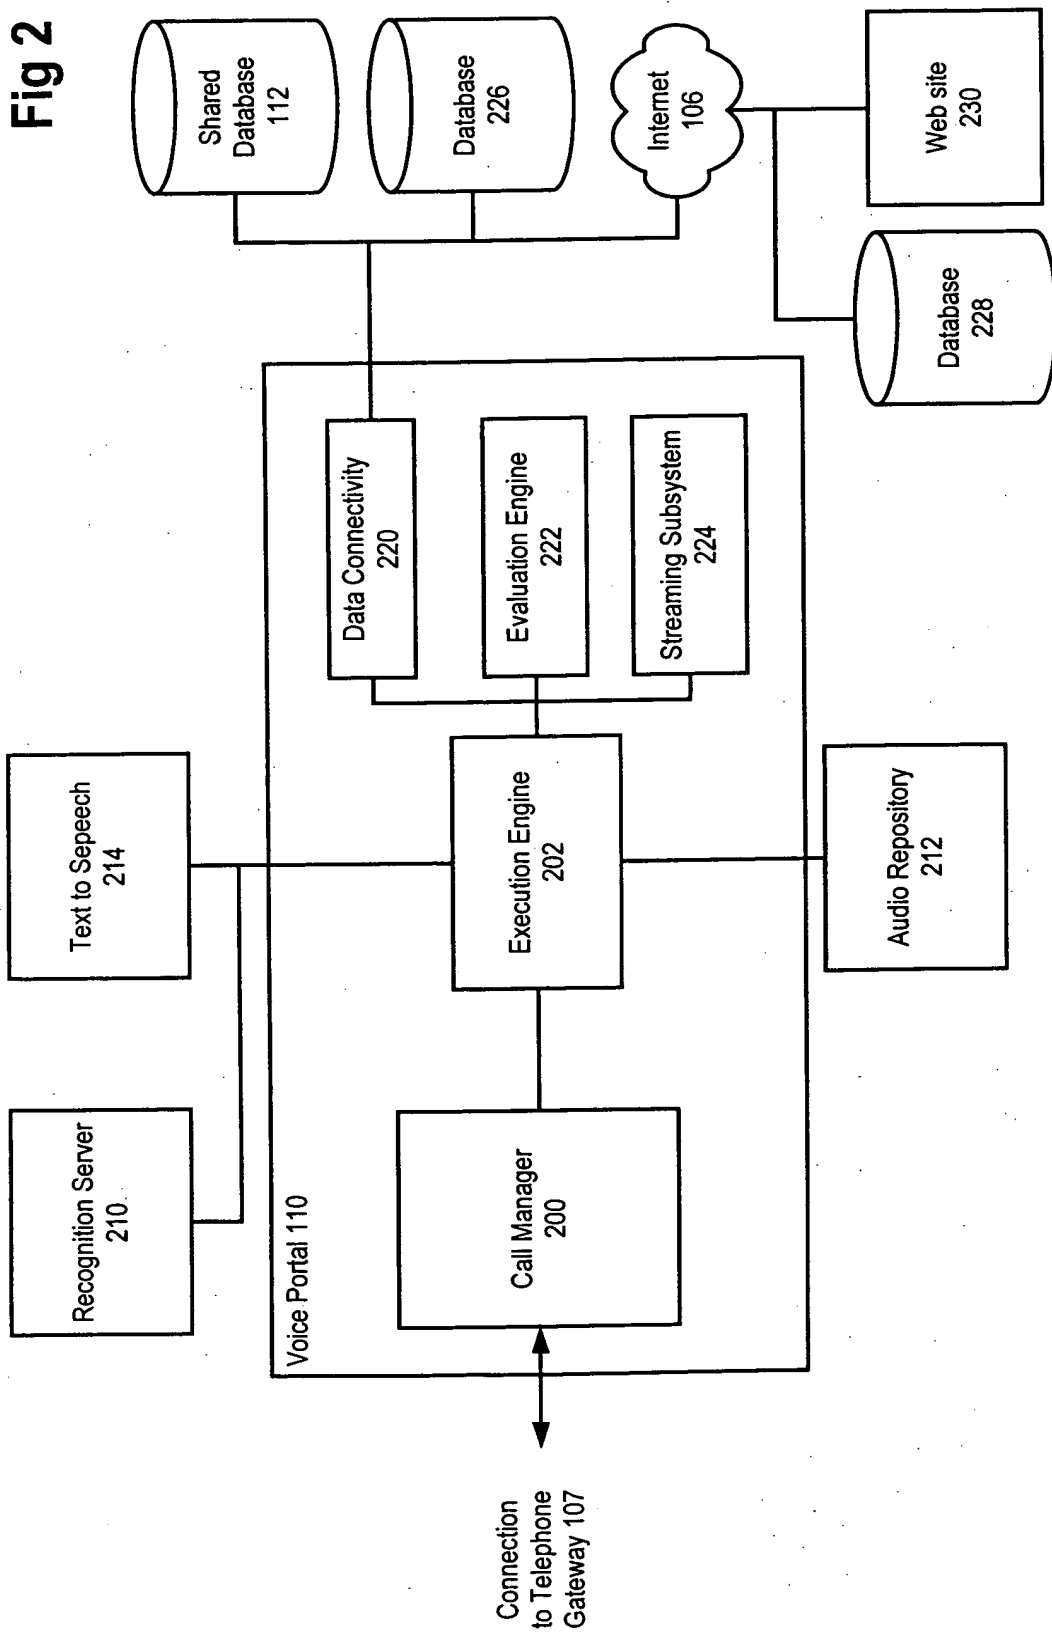 Fig 2
Recognition Server
210
Text to Sepeech
214
Shared
Database
112
Database
226
Internet
106
Web site
230
Database
228
Voice Portal 110
Data Connectivity
220
Evaluation Engine
222
Streaming Subsystem
224
Execution Engine
202
Call Manager
200
Audio Repository
212
Connection
to Telephone
Gateway 107